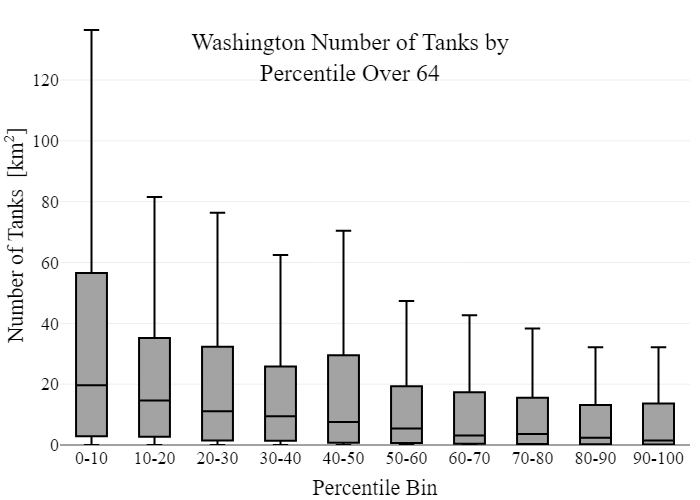 Washington Number of Tanks by
Percentile Over 64
Number of Tanks [km²]
120
100
80
60
40
20
0
0-10 10-20 20-30 30-40 40-50 50-60 60-70 70-80 80-90 90-100
Percentile Bin